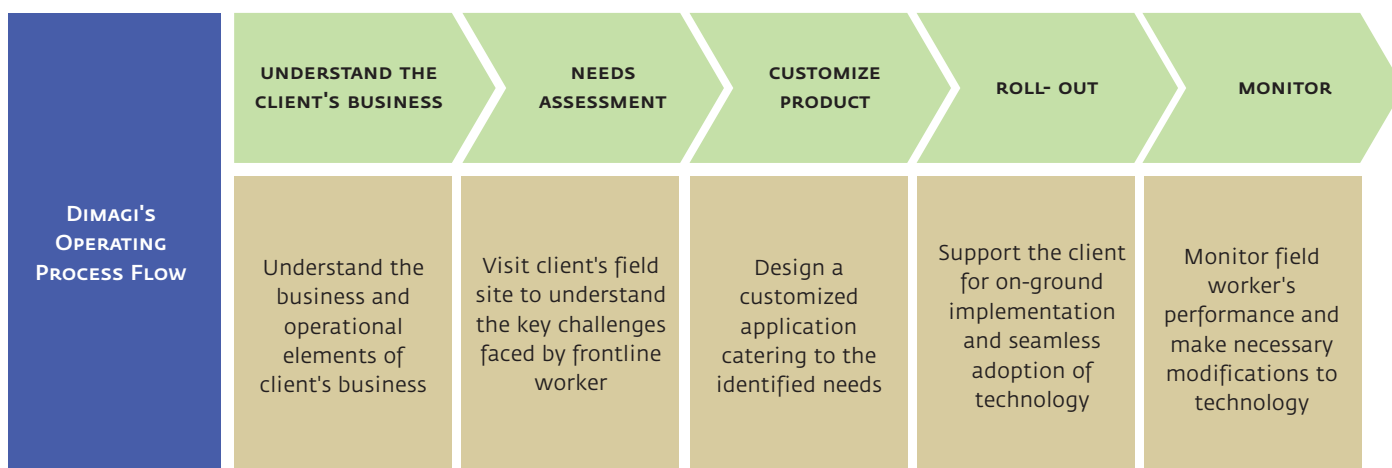 DIMAGI'S
OPERATING
PROCESS FLOW
UNDERSTAND THE
CLIENT'S BUSINESS
NEEDS
ASSESSMENT
CUSTOMIZE
PRODUCT
ROLL- OUT
MONITOR
Understand the
business and
operational
elements of
client's business
Visit client's field
site to understand
the key challenges
faced by frontline
worker
Design a
customized
application
catering to the
identified needs
Support the client
for on-ground
implementation
and seamless
adoption of
technology
Monitor field
worker's
performance and
make necessary
modifications to
technology